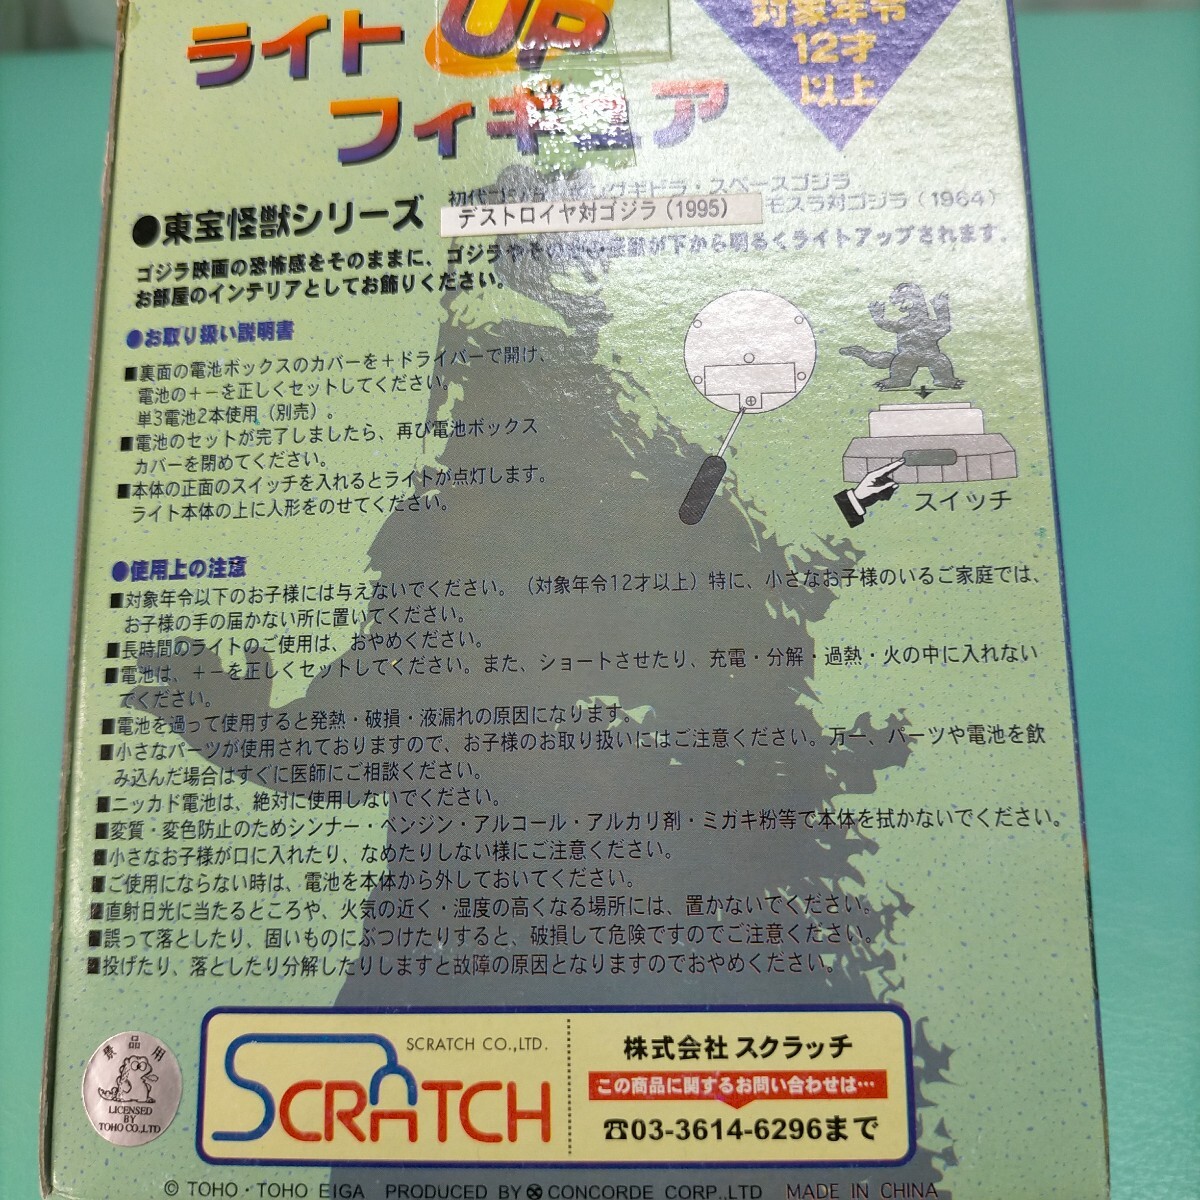 ライトUP
フィギュア
対象年令
12才
以上
●東宝怪獣シリーズ
キングギドラ・スペースゴジラ
デストロイヤ対ゴジラ(1995)
モスラ対ゴジラ(1964)
ゴジラ映画の恐怖感をそのままに、ゴジラや が下から明るくライトアップされます。
お部屋のインテリアとしてお飾りください。
●お取り扱い説明書
■裏面の電池ボックスのカバーを+ドライバーで開け、
電池の+-を正しくセットしてください。
単3電池2本使用(別売)。
■電池のセットが完了しましたら、再び電池ボックス
カバーを閉めてください。
■本体の正面のスイッチを入れるとライトが点灯します。
ライト本体の上に人形をのせてください。
スイッチ
●使用上の注意
■対象年令以下のお子様には与えないでください。(対象年令12才以上)特に、小さなお子様のいるご家庭では、
お子様の手の届かない所に置いてください。
■長時間のライトのご使用は、おやめください。
■電池は、+-を正しくセットしてください。また、ショートさせたり、充電・分解・過熱・火の中に入れない
でください。
■電池を過って使用すると発熱・破損・液漏れの原因になります。
■小さなパーツが使用されておりますので、お子様のお取り扱いにはご注意ください。万一、パーツや電池を飲
み込んだ場合はすぐに医師にご相談ください。
■ニッカド電池は、絶対に使用しないでください。
■変質・変色防止のためシンナー・ベンジン・アルコール・アルカリ剤・ミガキ粉等で本体を拭かないでください。
■小さなお子様が口に入れたり、なめたりしない様にご注意ください。
■ご使用にならない時は、電池を本体から外しておいてください。
■直射日光に当たるところや、火気の近く・湿度の高くなる場所には、置かないでください。
■誤って落としたり、固いものにぶつけたりすると、破損して危険ですのでご注意ください。
■投げたり、落としたり分解したりしますと故障の原因となりますのでおやめください。
景品用
LICENSED
BY
TOHO CO.,LTD
SCRATCH CO.,LTD.
SCRATCH
株式会社 スクラッチ
この商品に関するお問い合わせは…
☎03-3614-6296まで
© TOHO・TOHO EIGA PRODUCED BY CONCORDE CORP.,LTD MADE IN CHINA